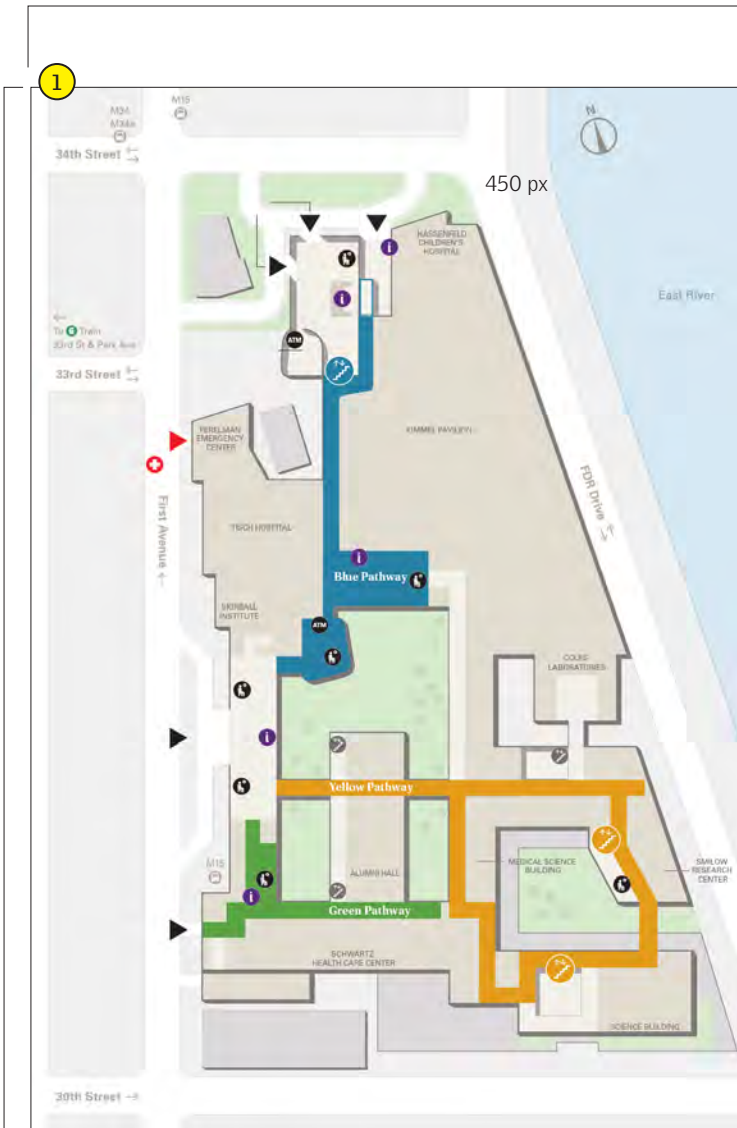 1
M15
M34
M34a
N
34th Street
450 px
HASSENFELD
CHILDREN'S
HOSPITAL
i
i
East River
To 6 Train
33rd St & Park Ave
ATM
33rd Street
PERELMAN
EMERGENCY
CENTER
KIMMEL PAVILION
FDR Drive
First Avenue
TISCH HOSPITAL
i
Blue Pathway
SKIRBALL
INSTITUTE
ATM
LABORATORIES
i
Yellow Pathway
M15
ALUMNI HALL
MEDICAL SCIENCE
BUILDING
SMILOW
RESEARCH
CENTER
i
Green Pathway
SCHWARTZ
HEALTH CARE CENTER
SCIENCE BUILDING
30th Street